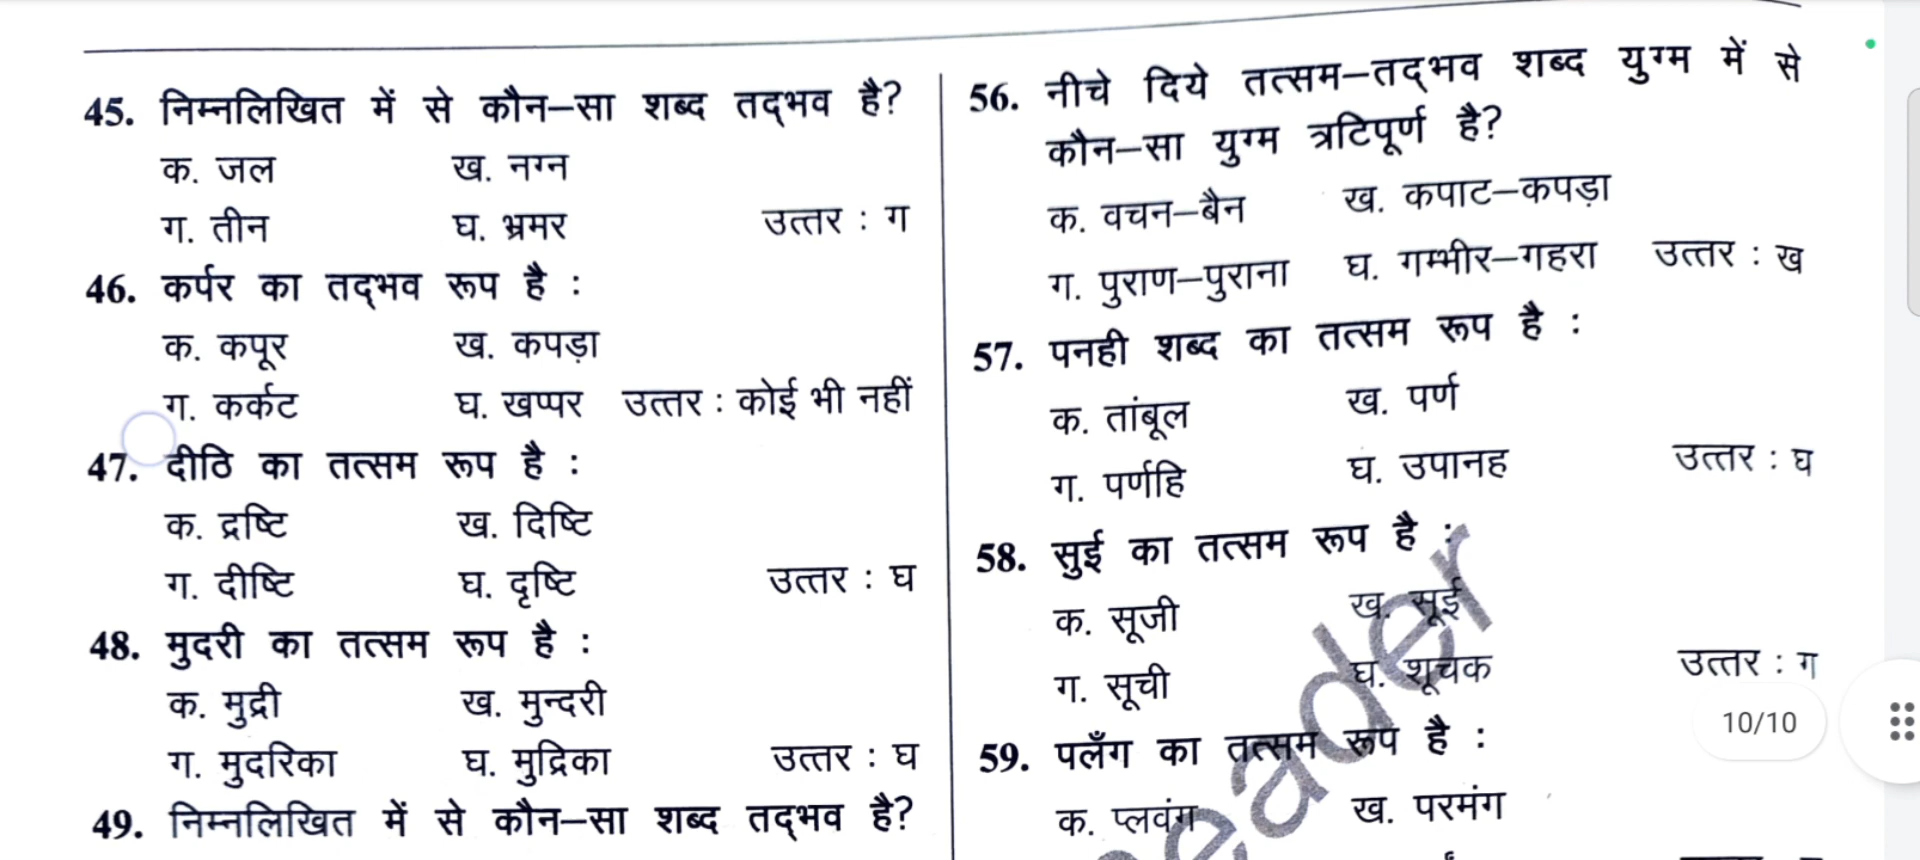 45. निम्नलिखित में से कौन–सा शब्द तद्भव है?
क. जल ख. नग्न
ग. तीन घ. भ्रमर उत्तर : ग
46. कर्पर का तद्भव रूप है :
क. कपूर ख. कपड़ा
ग. कर्कट घ. खप्पर उत्तर : कोई भी नहीं
47. दीठि का तत्सम रूप है :
क. द्रष्टि ख. दिष्टि
ग. दीष्टि घ. दृष्टि उत्तर : घ
48. मुदरी का तत्सम रूप है :
क. मुद्री ख. मुन्दरी
ग. मुदरिका घ. मुद्रिका उत्तर : घ
49. निम्नलिखित में से कौन–सा शब्द तद्भव है?
56. नीचे दिये तत्सम–तद्भव शब्द युग्म में से
कौन–सा युग्म त्रटिपूर्ण है?
क. वचन–बैन ख. कपाट–कपड़ा
ग. पुराण–पुराना घ. गम्भीर–गहरा उत्तर : ख
57. पनही शब्द का तत्सम रूप है :
क. तांबूल ख. पर्ण
ग. पर्णहि घ. उपानह उत्तर : घ
58. सुई का तत्सम रूप है :
क. सूजी ख. सूई
ग. सूची घ. शूचक उत्तर : ग
59. पलँग का तत्सम रूप है :
क. प्लवंग ख. परमंग
10/10
eader